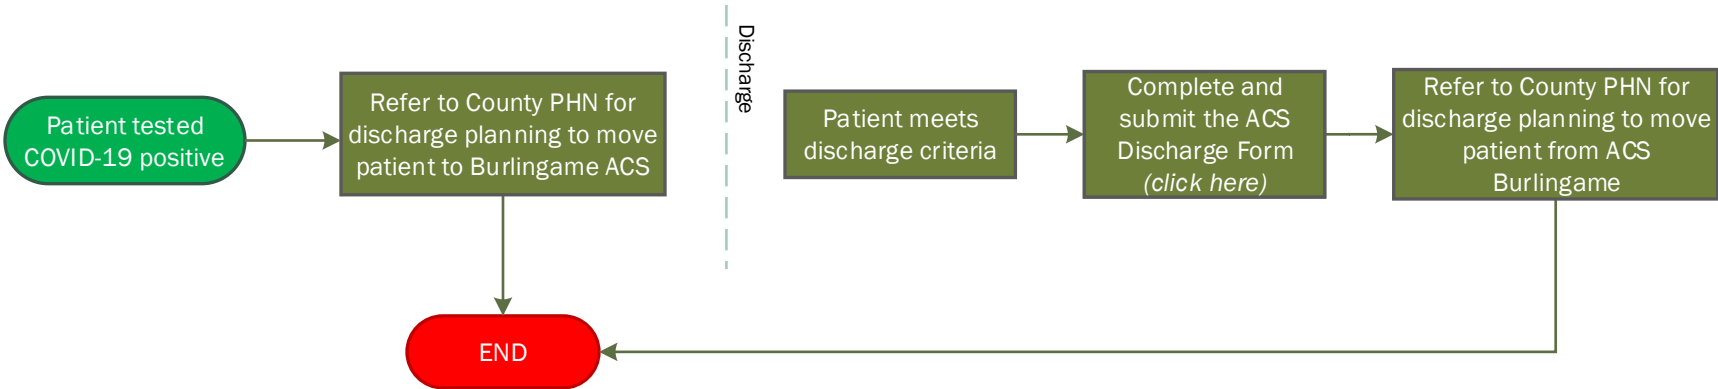 Patient tested
COVID-19 positive
Refer to County PHN for
discharge planning to move
patient to Burlingame ACS
END
Discharge
Patient meets
discharge criteria
Complete and
submit the ACS
Discharge Form
(click here)
Refer to County PHN for
discharge planning to move
patient from ACS
Burlingame